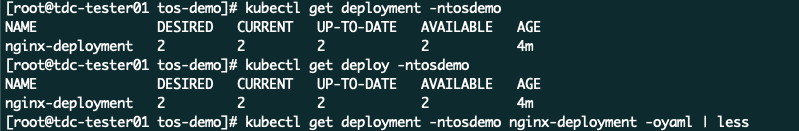 [root@tdc-tester01 tos-demo]# kubectl get deployment -ntosdemo
NAME DESIRED CURRENT UP-TO-DATE AVAILABLE AGE
nginx-deployment 2 2 2 2 4m
[root@tdc-tester01 tos-demo]# kubectl get deploy -ntosdemo
NAME DESIRED CURRENT UP-TO-DATE AVAILABLE AGE
nginx-deployment 2 2 2 2 4m
[root@tdc-tester01 tos-demo]# kubectl get deployment -ntosdemo nginx-deployment -oyaml | less